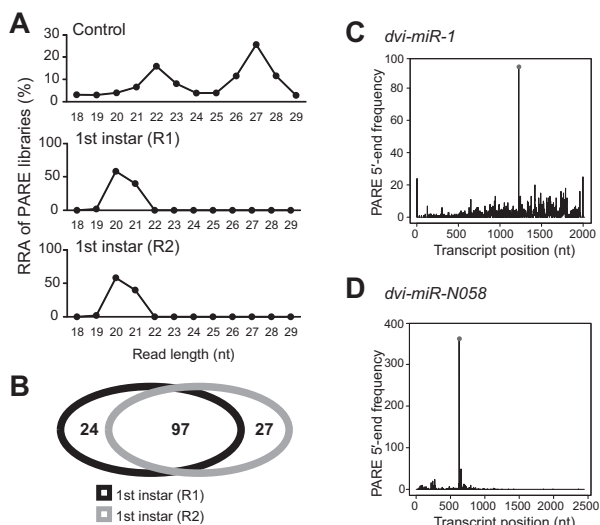 A
Control
30
20
10
0
18 19 20 21 22 23 24 25 26 27 28 29
1st instar (R1)
100
50
0
18 19 20 21 22 23 24 25 26 27 28 29
1st instar (R2)
100
50
0
18 19 20 21 22 23 24 25 26 27 28 29
RRA of PARE libraries (%)
Read length (nt)
B
24 97 27
1st instar (R1)
1st instar (R2)
C dvi-miR-1
100
80
60
40
20
0
PARE 5′-end frequency
0 500 1000 1500 2000
Transcript position (nt)
D dvi-miR-N058
400
300
200
100
0
PARE 5′-end frequency
0 500 1000 1500 2000 2500
Transcript position (nt)